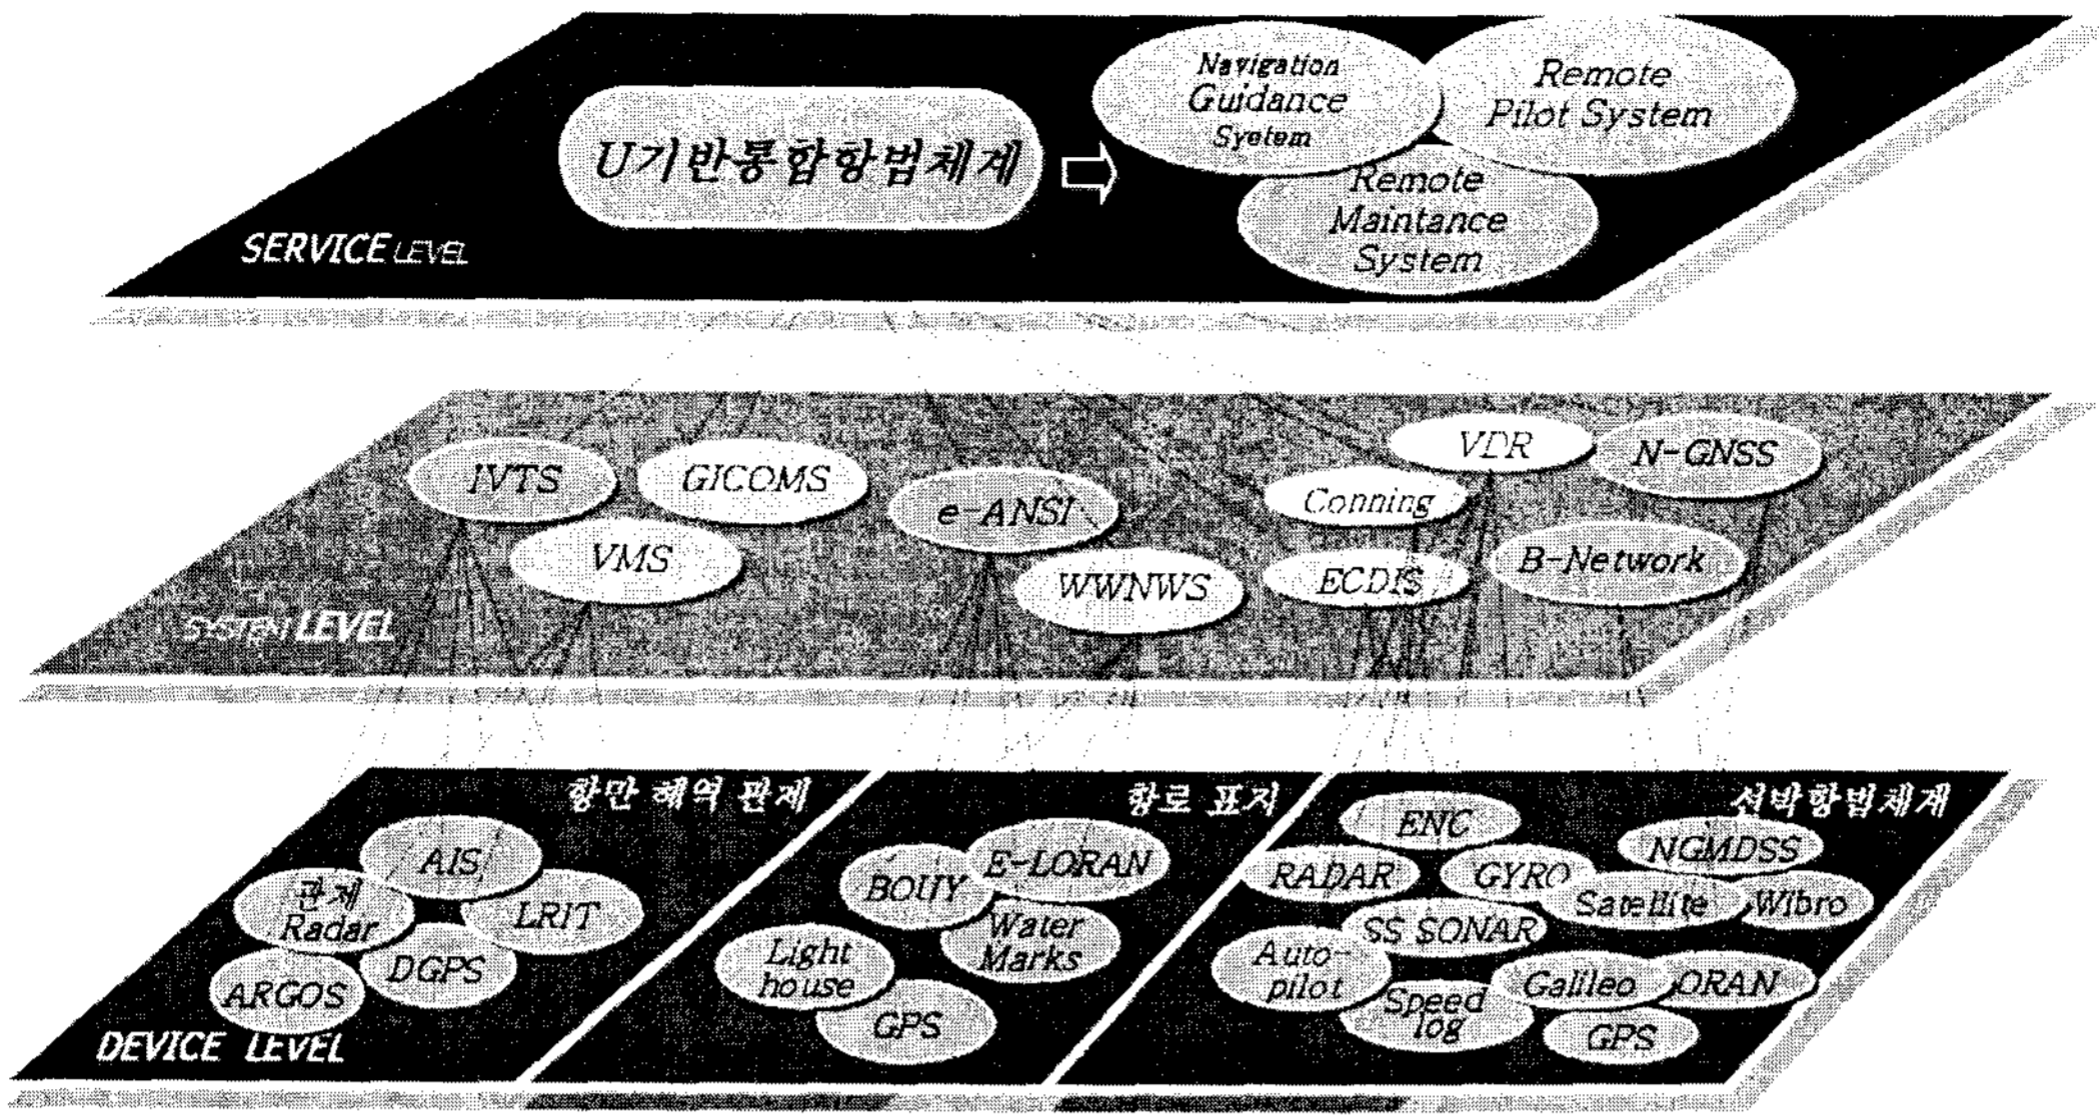 Navigation
Guidance
System
Remote
Pilot System
U기반통합항법체계
Remote
Maintance
System
SERVICE LEVEL
VDR
N-GNSS
IVTS
GICOMS
Conning
e-ANSI
VMS
B-Network
WWNWS
ECDIS
SYSTEM LEVEL
항만 해역 관제
항로 표지
선박항법체계
AIS
관제
Radar
LRIT
DGPS
ARGOS
DEVICE LEVEL
E-LORAN
BOUY
Water
Marks
Light
house
GPS
ENC
NGMDSS
RADAR
GYRO
Satellite
Wibro
SS SONAR
Auto-
pilot
Galileo
ORAN
Speed
log
GPS